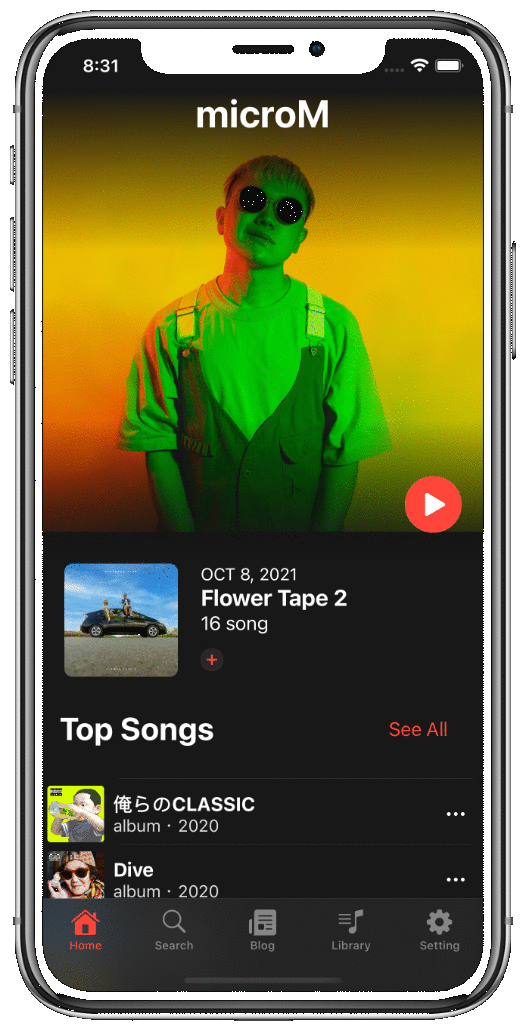 8:31
microM
OCT 8, 2021
Flower Tape 2
16 song
Top Songs
See All
俺らのCLASSIC
album・2020
Dive
album・2020
Home
Search
Blog
Library
Setting